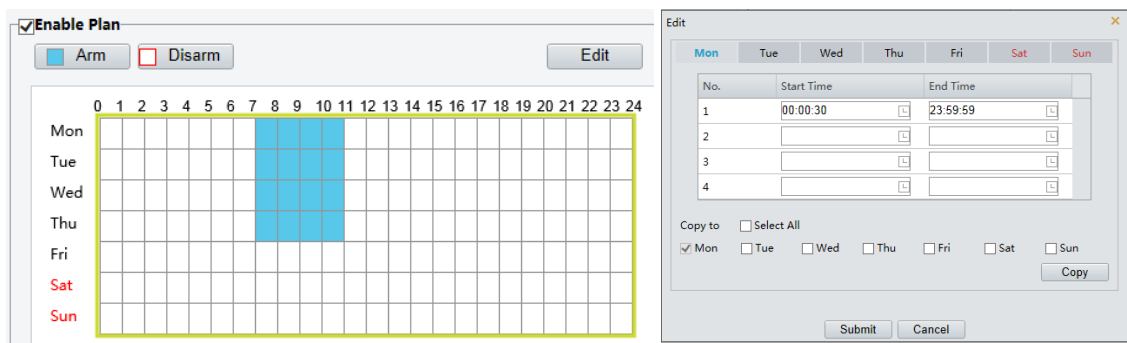 Enable Plan
Arm Disarm Edit
0 1 2 3 4 5 6 7 8 9 10 11 12 13 14 15 16 17 18 19 20 21 22 23 24
Mon
Tue
Wed
Thu
Fri
Sat
Sun
Edit
Mon Tue Wed Thu Fri Sat Sun
No. Start Time End Time
1 00:00:30 23:59:59
2
3
4
Copy to Select All
Mon Tue Wed Thu Fri Sat Sun
Copy
Submit Cancel